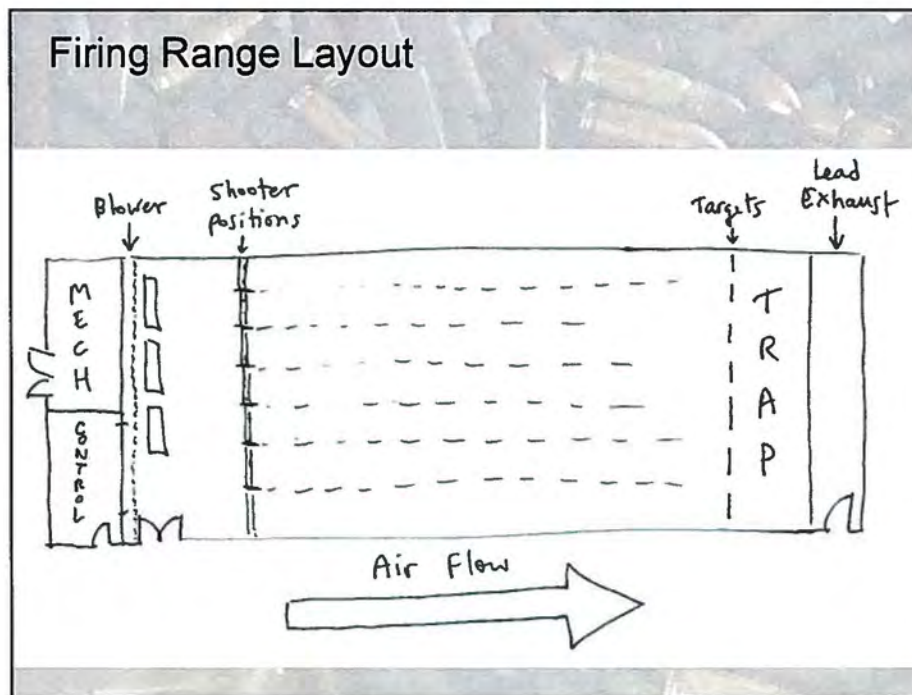 Firing Range Layout
Blower
Shooter
positions
Targets
Lead
Exhaust
MECH
CONTROL
TRAP
Air Flow